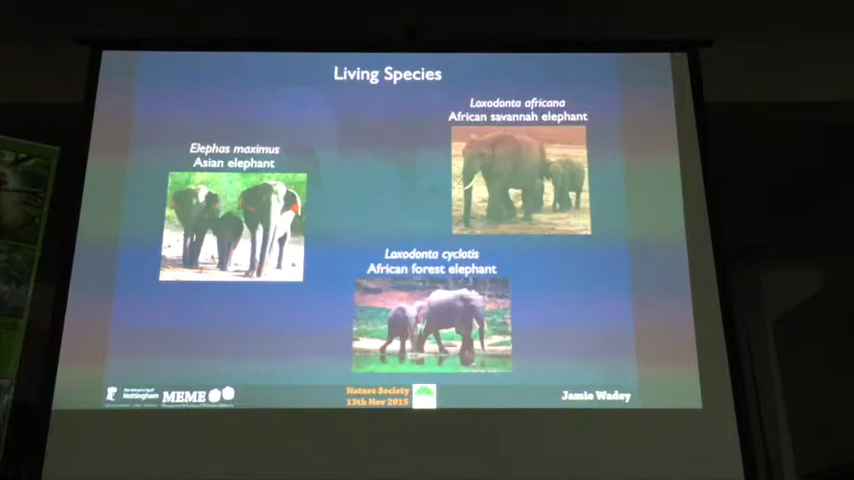 Living Species
Laxodonta africana
African savannah elephant
Elephas maximus
Asian elephant
Laxodonta cyclotis
African forest elephant
Nottingham
MEME
Nature Society
13th Nov 2015
Jamie Wadey